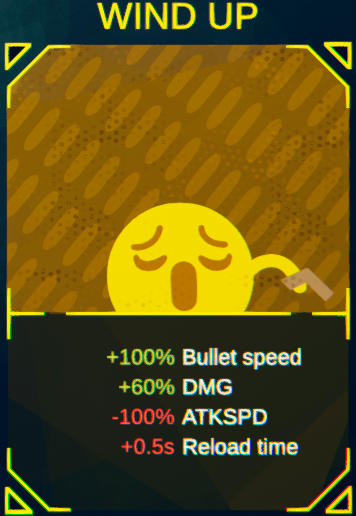 WIND UP
+100% Bullet speed
+60% DMG
-100% ATKSPD
+0.5s Reload time